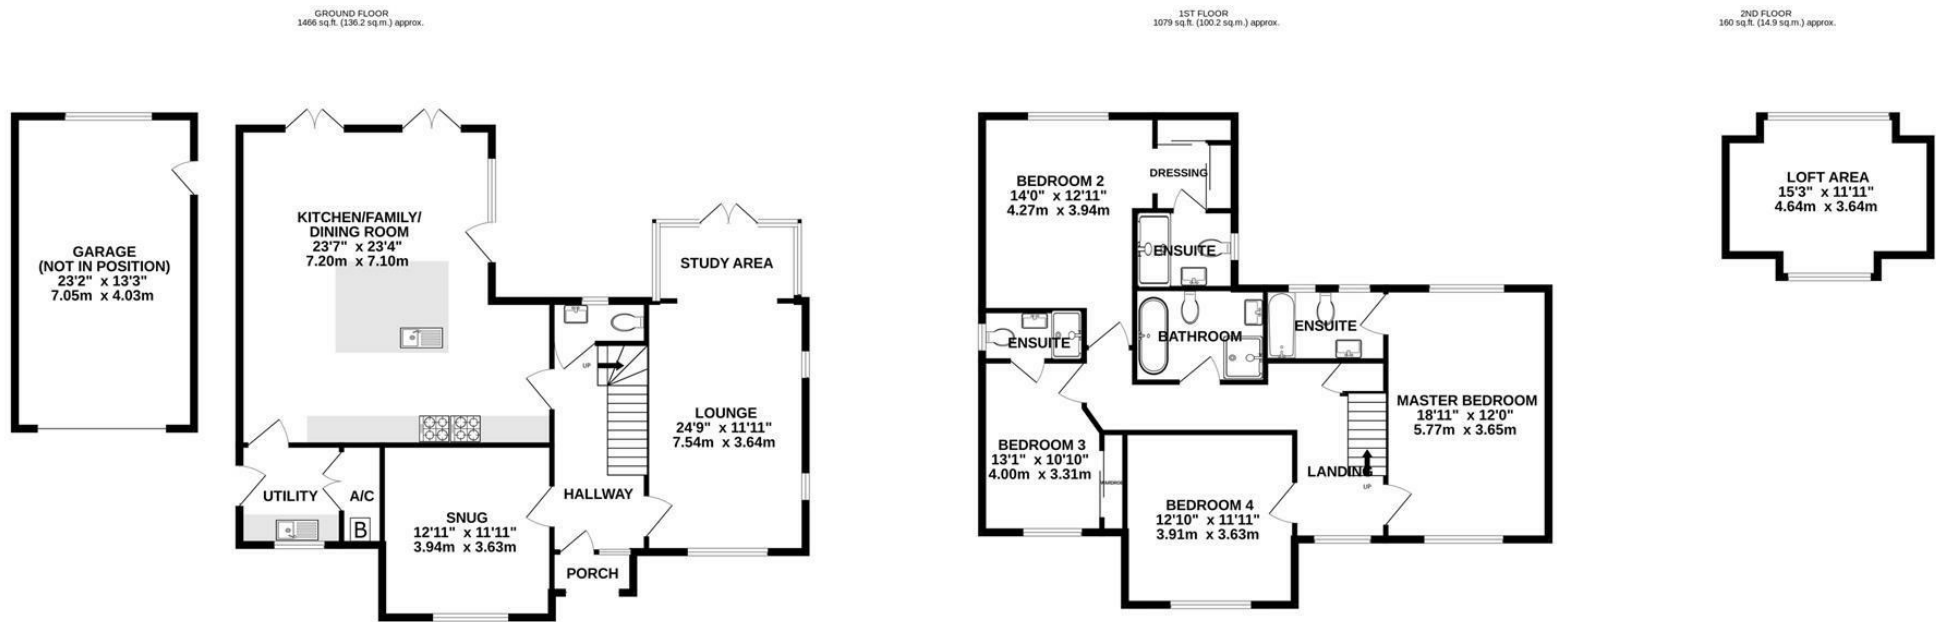 GROUND FLOOR
1466 sq.ft. (136.2 sq.m.) approx.
GARAGE
(NOT IN POSITION)
23'2" x 13'3"
7.05m x 4.03m
KITCHEN/FAMILY/
DINING ROOM
23'7" x 23'4"
7.20m x 7.10m
STUDY AREA
UP
LOUNGE
24'9" x 11'11"
7.54m x 3.64m
UTILITY
A/C
B
HALLWAY
SNUG
12'11" x 11'11"
3.94m x 3.63m
PORCH
1ST FLOOR
1079 sq.ft. (100.2 sq.m.) approx.
BEDROOM 2
14'0" x 12'11"
4.27m x 3.94m
DRESSING
ENSUITE
ENSUITE
BATHROOM
ENSUITE
MASTER BEDROOM
18'11" x 12'0"
5.77m x 3.65m
BEDROOM 3
13'1" x 10'10"
4.00m x 3.31m
WARDROBE
LANDING
UP
BEDROOM 4
12'10" x 11'11"
3.91m x 3.63m
2ND FLOOR
160 sq.ft. (14.9 sq.m.) approx.
LOFT AREA
15'3" x 11'11"
4.64m x 3.64m